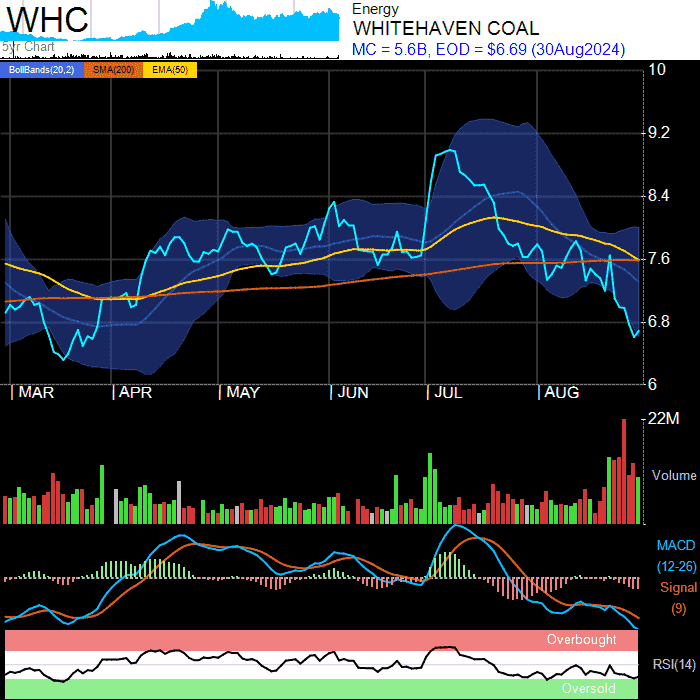 WHC
5yr Chart
Energy
WHITEHAVEN COAL
MC = 5.6B, EOD = $6.69 (30Aug2024)
BollBands(20,2) SMA(200) EMA(50)
10
9.2
8.4
7.6
6.8
6
MAR APR MAY JUN JUL AUG
22M
Volume
MACD
(12-26)
Signal
(9)
Overbought
RSI(14)
Oversold